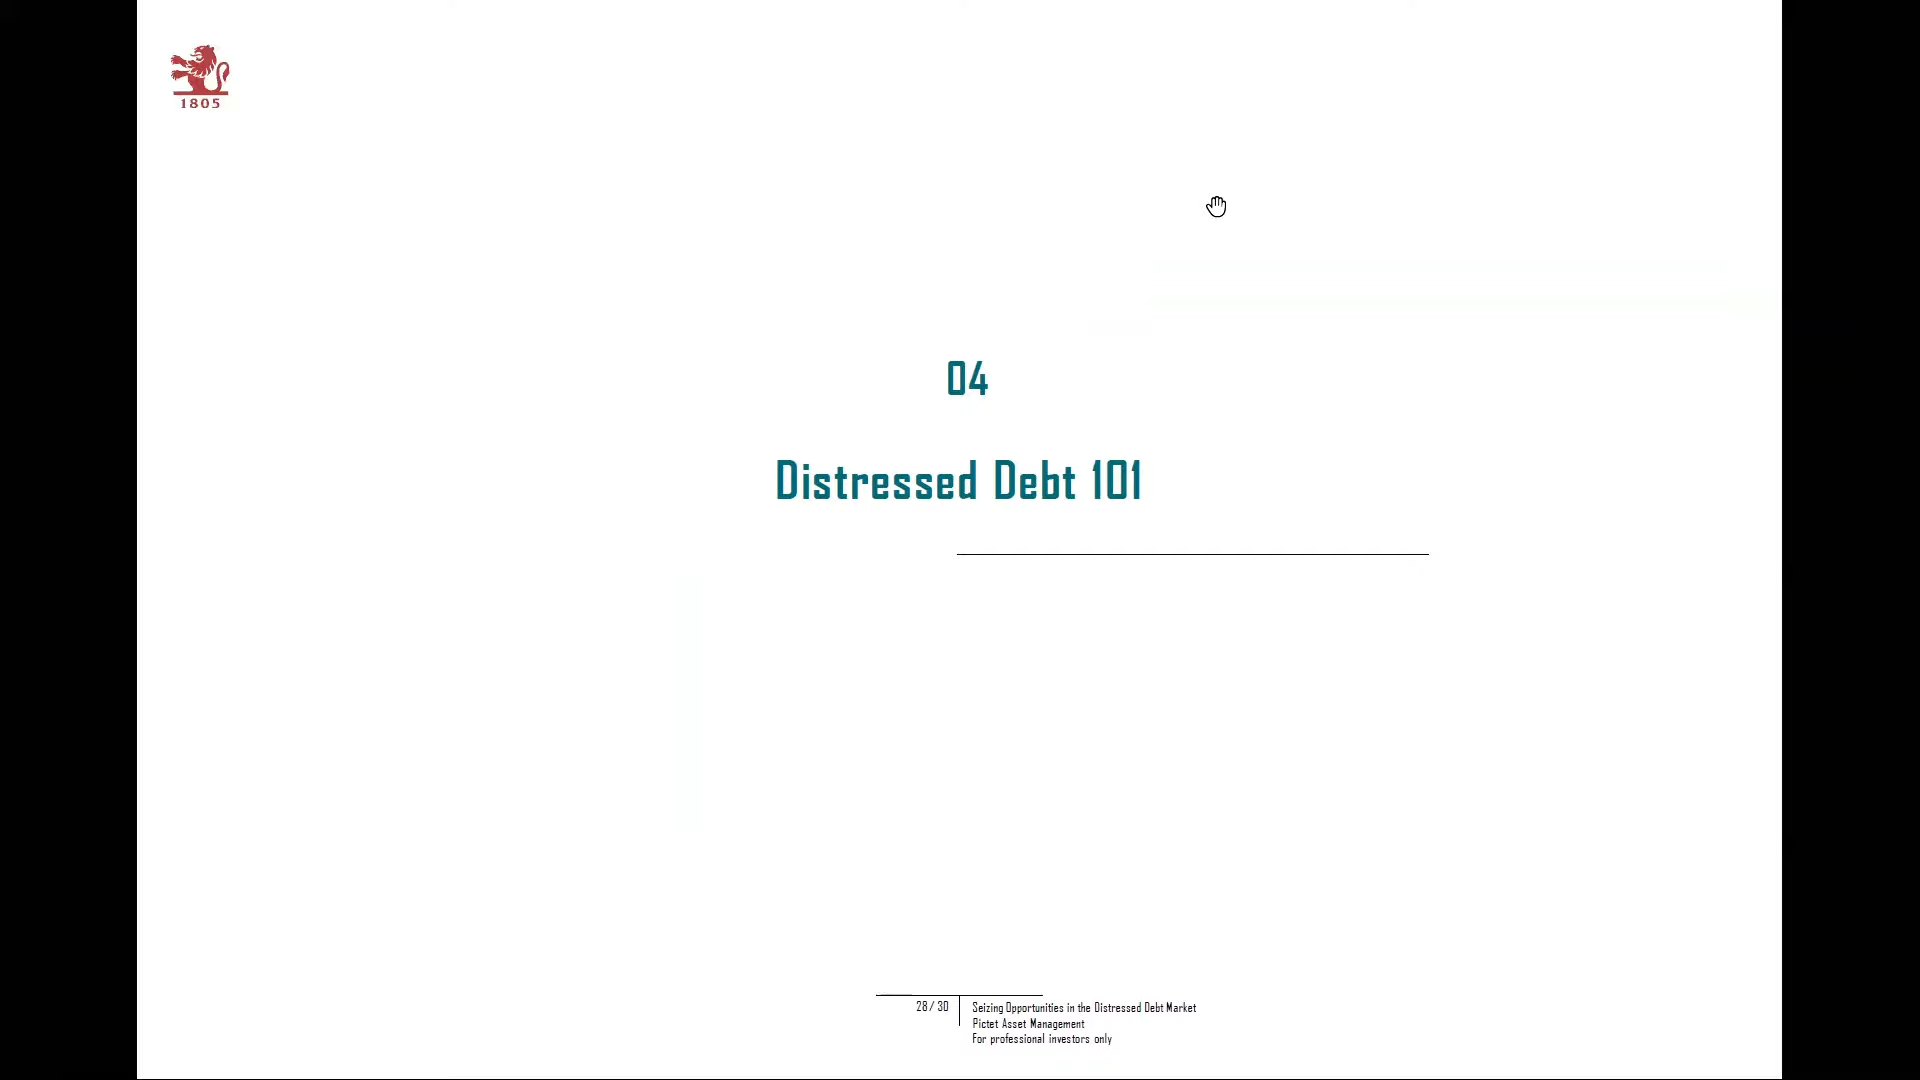 1805
04
Distressed Debt 101
28 / 30
Seizing Opportunities in the Distressed Debt Market
Pictet Asset Management
For professional investors only